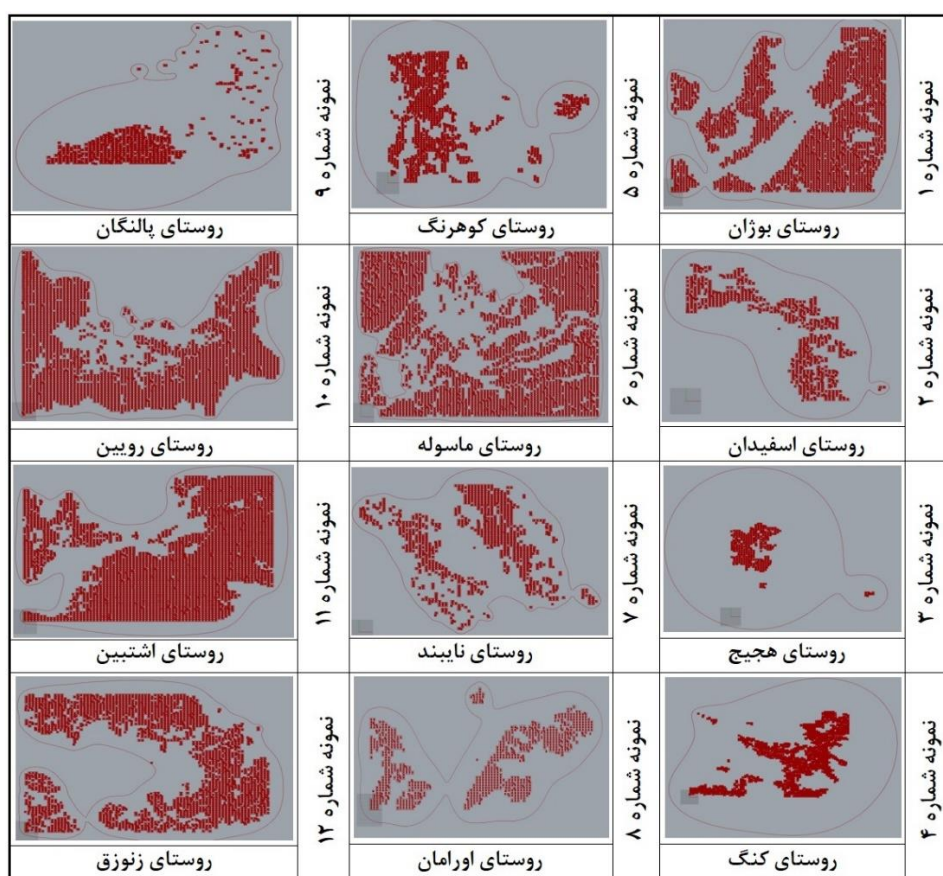 نمونه شماره ۱
روستای بوژان
نمونه شماره ۵
روستای کوهرنگ
نمونه شماره ۹
روستای پالنگان
نمونه شماره ۲
روستای اسفیدان
نمونه شماره ۶
روستای ماسوله
نمونه شماره ۱۰
روستای رویین
نمونه شماره ۳
روستای هجیج
نمونه شماره ۷
روستای نایبند
نمونه شماره ۱۱
روستای اشتبین
نمونه شماره ۴
روستای کنگ
نمونه شماره ۸
روستای اورامان
نمونه شماره ۱۲
روستای زنوزق